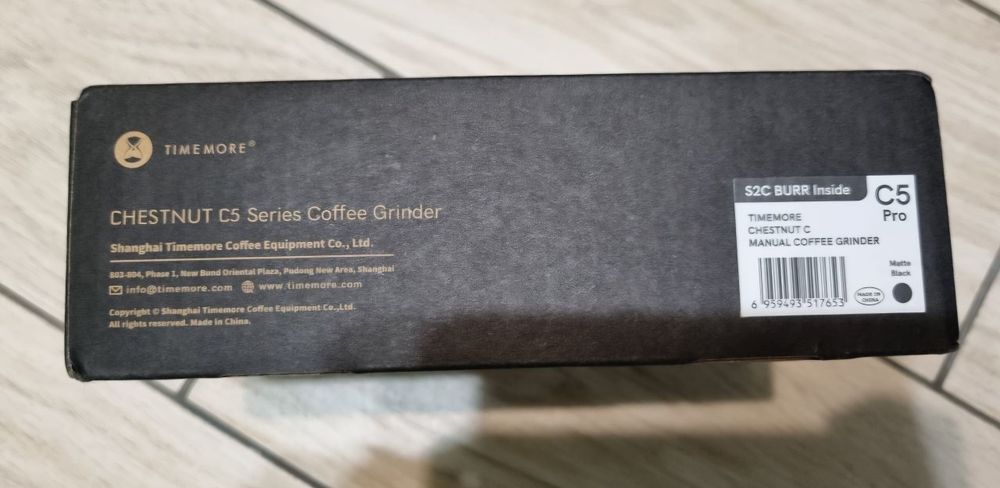 TIMEMORE®
CHESTNUT C5 Series Coffee Grinder
Shanghai Timemore Coffee Equipment Co., Ltd.
803-804, Phase 1, New Bund Oriental Plaza, Pudong New Area, Shanghai
info@timemore.com www.timemore.com
Copyright © Shanghai Timemore Coffee Equipment Co.,Ltd.
All rights reserved. Made in China.
S2C BURR Inside
C5
Pro
TIMEMORE
CHESTNUT C
MANUAL COFFEE GRINDER
Matte
Black
MADE IN
CHINA
6 959493 517653